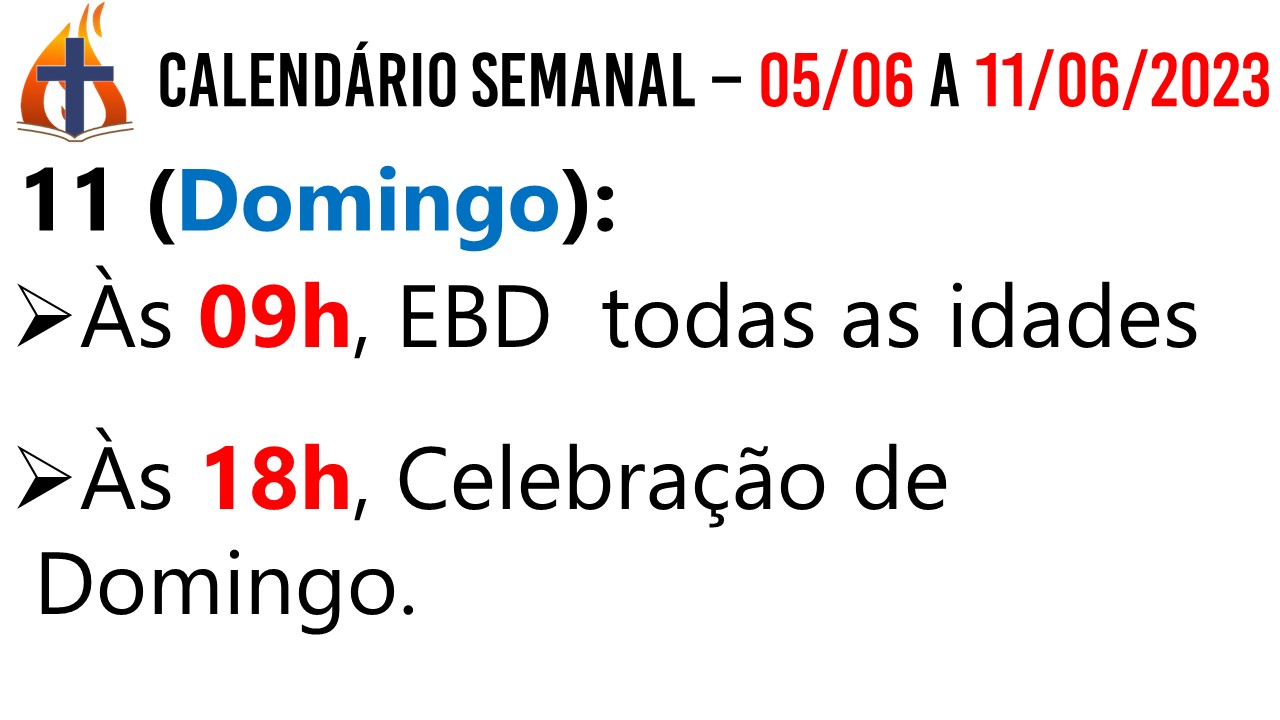 CALENDÁRIO SEMANAL – 05/06 A 11/06/2023
11 (Domingo):
➢Às 09h, EBD  todas as idades
➢Às 18h, Celebração de
Domingo.